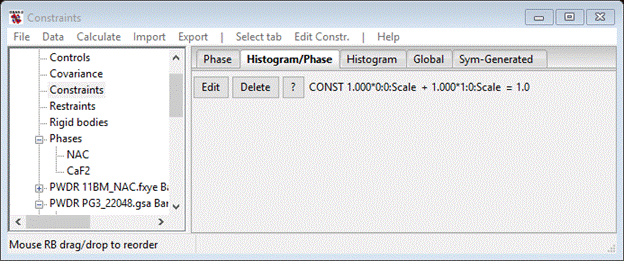 Constraints
File Data Calculate Import Export | Select tab Edit Constr. | Help
Controls
Covariance
Constraints
Restraints
Rigid bodies
Phases
NAC
CaF2
PWDR 11BM_NAC.fxye Ba
PWDR PG3_22048.gsa Bar
Phase Histogram/Phase Histogram Global Sym-Generated
Edit Delete ? CONST 1.000*0:0:Scale + 1.000*1:0:Scale = 1.0
Mouse RB drag/drop to reorder